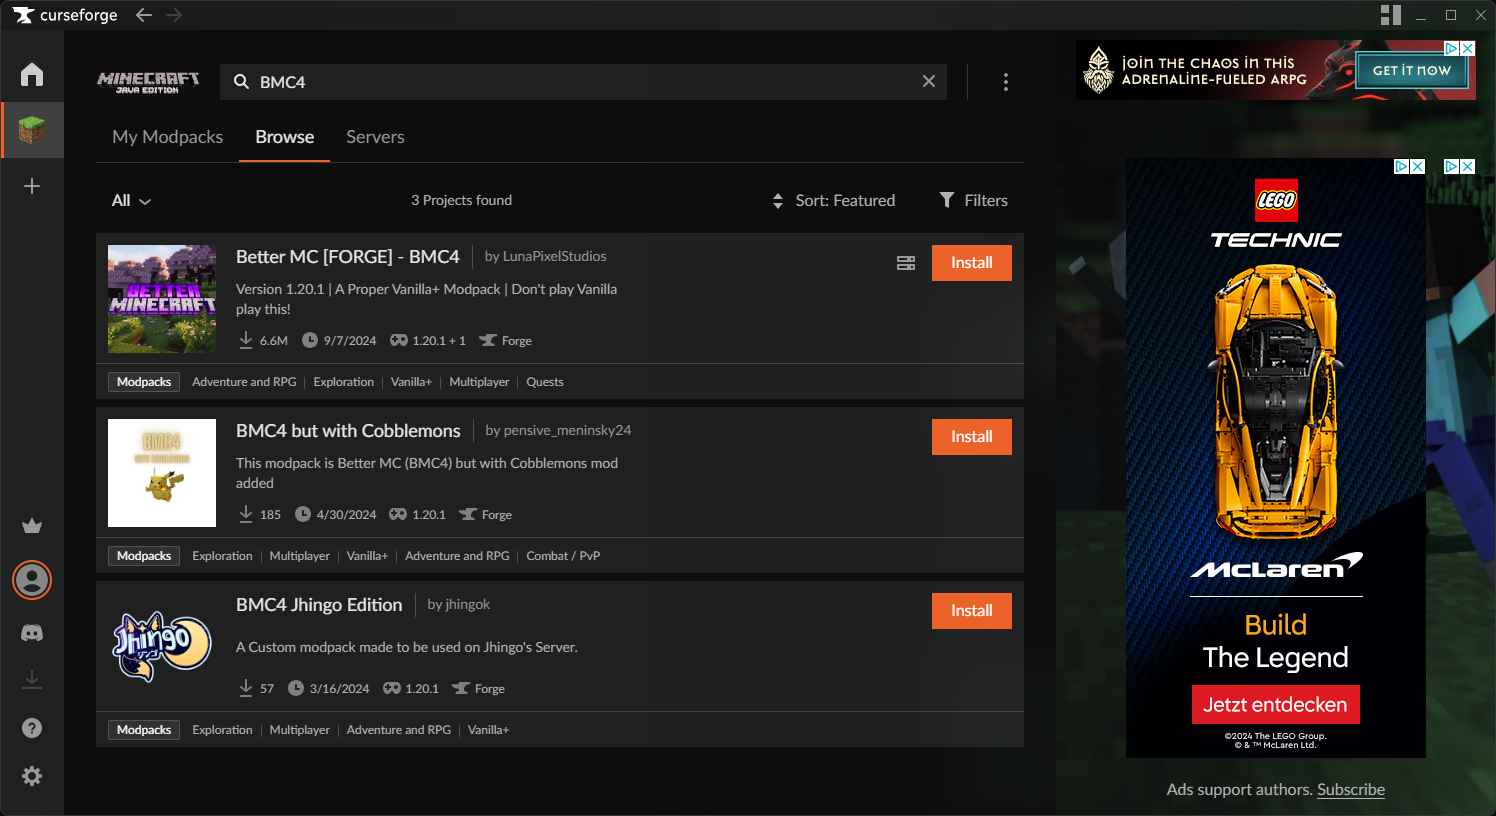 curseforge
MINECRAFT
JAVA EDITION
BMC4
My Modpacks
Browse
Servers
All
3 Projects found
Sort: Featured
Filters
BETTER
MINECRAFT
Better MC [FORGE] - BMC4
by LunaPixelStudios
Install
Version 1.20.1 | A Proper Vanilla+ Modpack | Don't play Vanilla
play this!
6.6M
9/7/2024
1.20.1 + 1
Forge
Modpacks
Adventure and RPG
Exploration
Vanilla+
Multiplayer
Quests
BMC4
WITH COBBLEMONS
BMC4 but with Cobblemons
by pensive_meninsky24
Install
This modpack is Better MC (BMC4) but with Cobblemons mod
added
185
4/30/2024
1.20.1
Forge
Modpacks
Exploration
Multiplayer
Vanilla+
Adventure and RPG
Combat / PvP
Jhingo
BMC4 Jhingo Edition
by jhingok
Install
A Custom modpack made to be used on Jhingo's Server.
57
3/16/2024
1.20.1
Forge
Modpacks
Exploration
Multiplayer
Adventure and RPG
Vanilla+
JOIN THE CHAOS IN THIS
ADRENALINE-FUELED ARPG
GET IT NOW
LEGO
TECHNIC
McLaren
Build
The Legend
Jetzt entdecken
©2024 The LEGO Group.
© & ™ McLaren Ltd.
Ads support authors. Subscribe